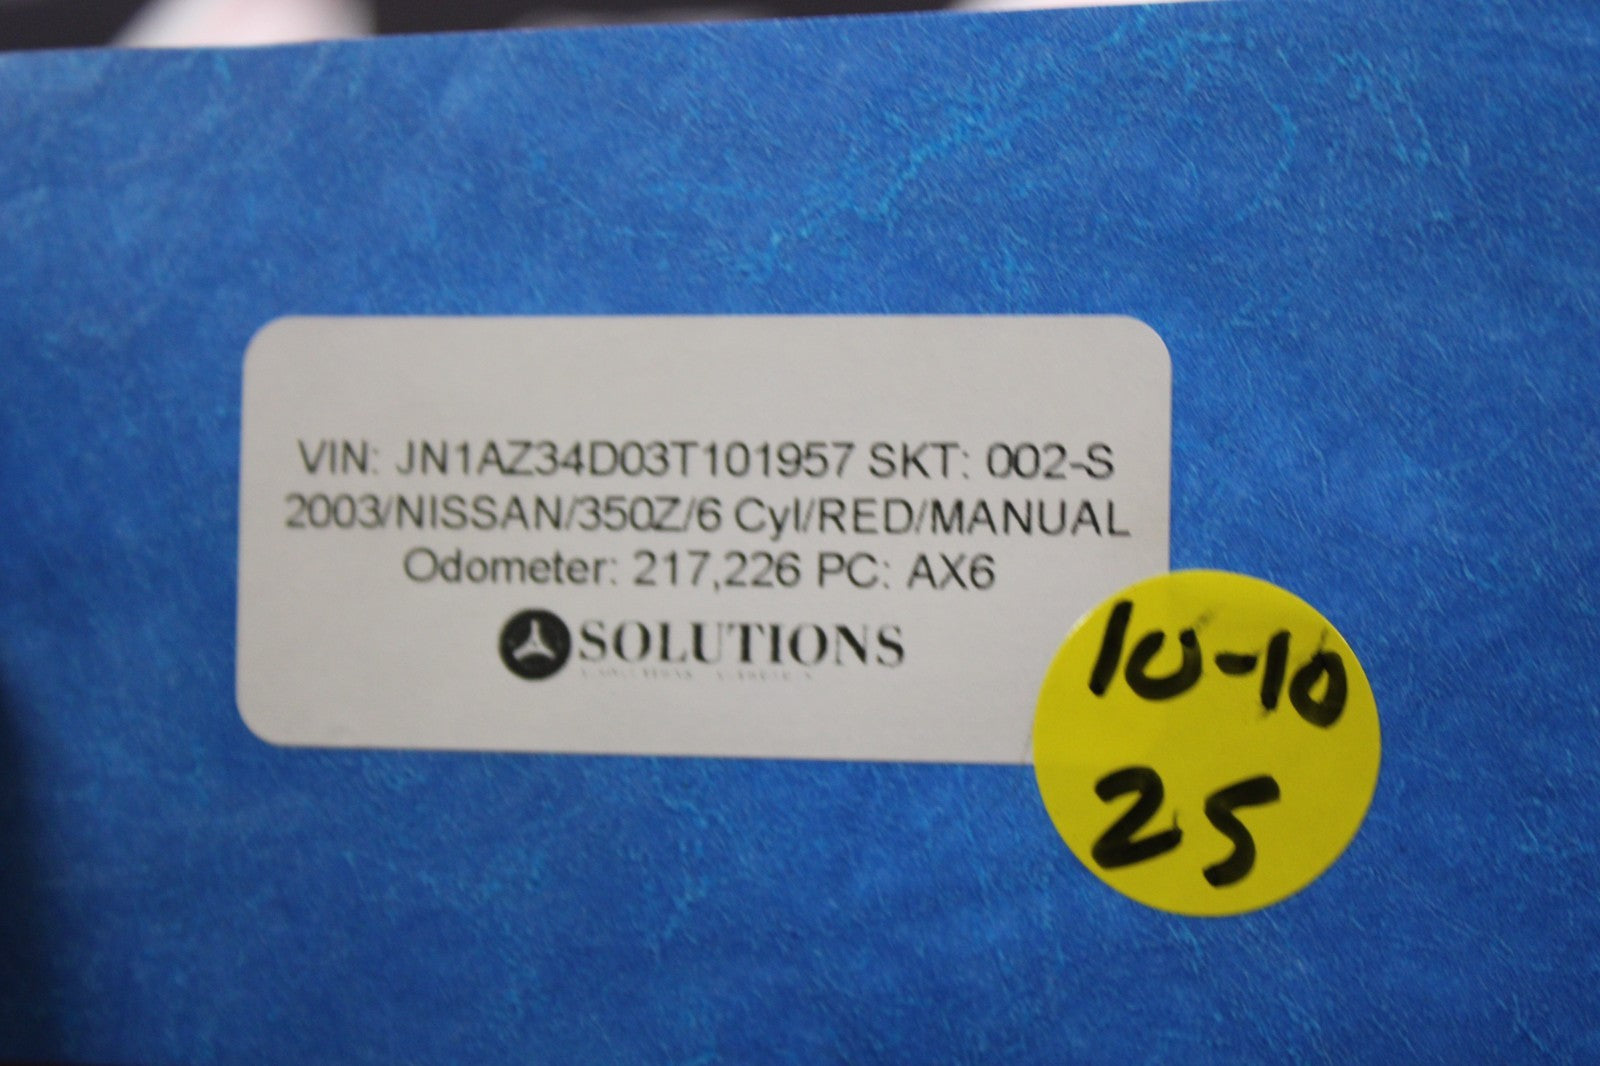 VIN: JN1AZ34D03T101957 SKT: 002-S
2003/NISSAN/350Z/6 Cyl/RED/MANUAL
Odometer: 217,226 PC: AX6
SOLUTIONS
10-10
25